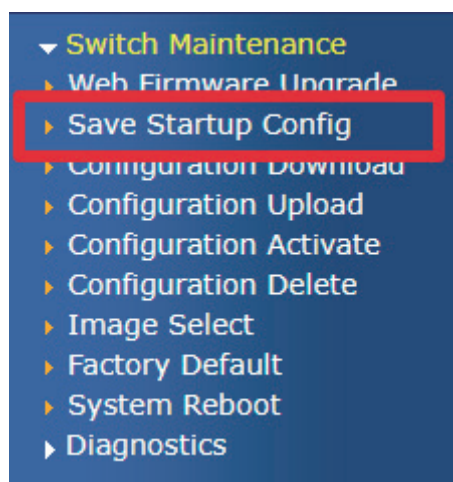 Switch Maintenance
Web Firmware Upgrade
Save Startup Config
Configuration Download
Configuration Upload
Configuration Activate
Configuration Delete
Image Select
Factory Default
System Reboot
Diagnostics